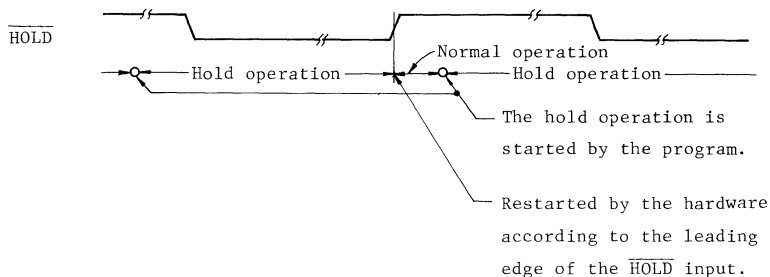 HOLD
Normal operation
Hold operation
Hold operation
The hold operation is
started by the program.
Restarted by the hardware
according to the leading
edge of the HOLD input.